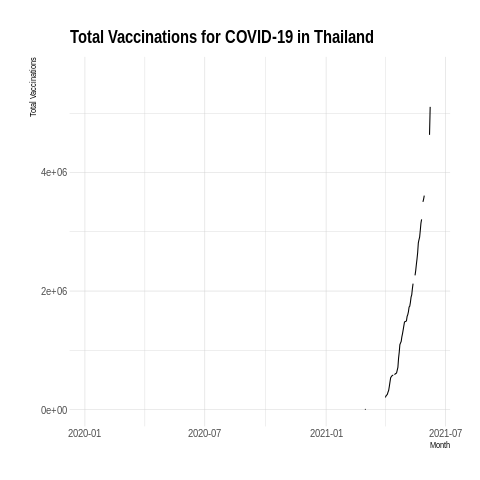 Total Vaccinations for COVID-19 in Thailand
Total Vaccinations
4e+06
2e+06
0e+00
2020-01 2020-07 2021-01 2021-07
Month